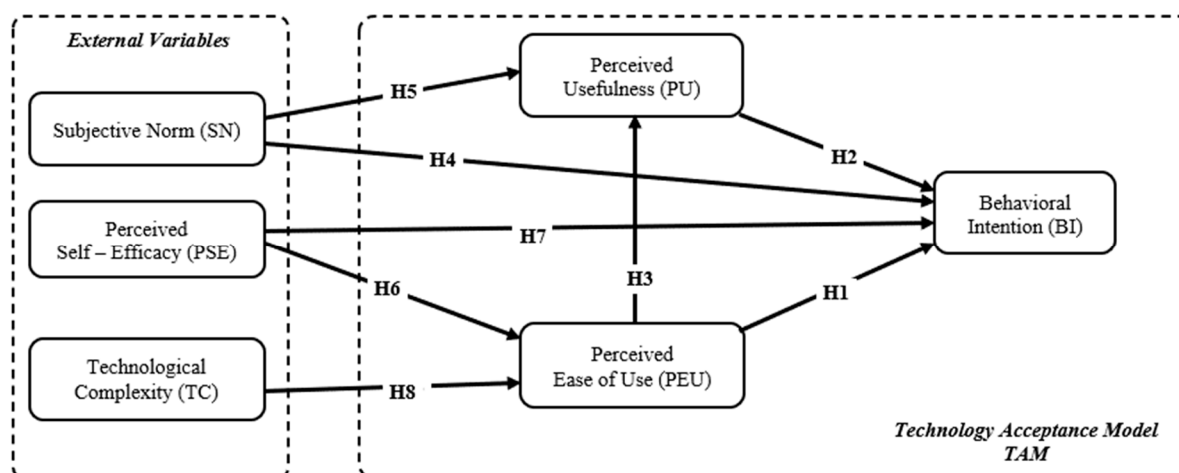 External Variables
Subjective Norm (SN)
Perceived
Self – Efficacy (PSE)
Technological
Complexity (TC)
H5
H4
H7
H6
H8
Perceived
Usefulness (PU)
H3
Perceived
Ease of Use (PEU)
H2
H1
Behavioral
Intention (BI)
Technology Acceptance Model
TAM